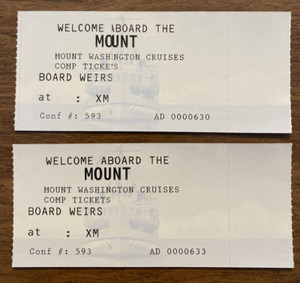 WELCOME ABOARD THE
MOUNT
MOUNT WASHINGTON CRUISES
COMP TICKETS
BOARD WEIRS
at : XM
Conf #: 593 AD 0000630
WELCOME ABOARD THE
MOUNT
MOUNT WASHINGTON CRUISES
COMP TICKETS
BOARD WEIRS
at : XM
Conf #: 593 AD 0000633